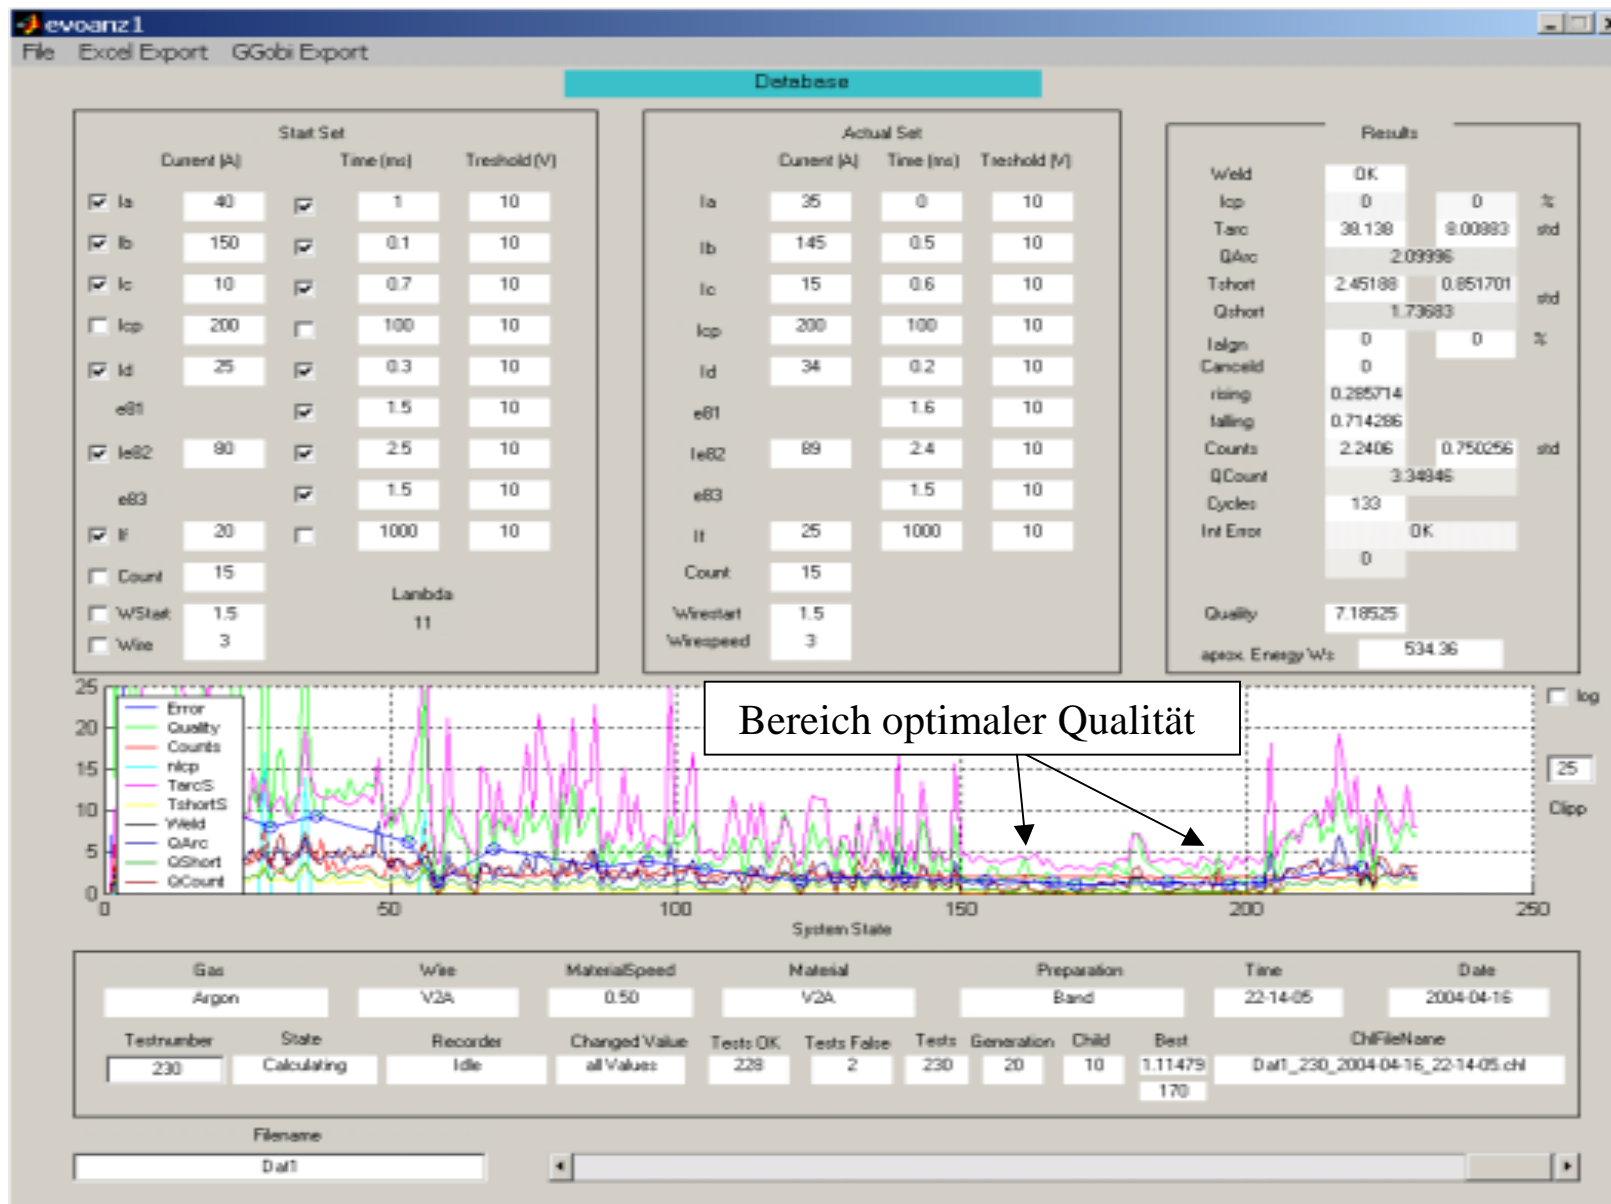 evoanz1
File Excel Export GGobi Export
Database
Start Set
Current (A) Time (ms) Treshold (V)
Ia 40 1 10
Ib 150 0.1 10
Ic 10 0.7 10
Icp 200 100 10
Id 25 0.3 10
e81 1.5 10
Ie82 80 2.5 10
e83 1.5 10
If 20 1000 10
Count 15
WStart 1.5
Wire 3
Lambda
11
Actual Set
Current (A) Time (ms) Treshold (V)
Ia 35 0 10
Ib 145 0.5 10
Ic 15 0.6 10
Icp 200 100 10
Id 34 0.2 10
e81 1.6 10
Ie82 89 2.4 10
e83 1.5 10
If 25 1000 10
Count 15
Wirestart 1.5
Wirespeed 3
Results
Weld OK
Icp 0 0 %
Tarc 38.138 8.00883 std
QArc 2.09996
Tshort 2.45188 0.851701 std
Qshort 1.73683
Ialgn 0 0 %
Canceld 0
rising 0.285714
falling 0.714286
Counts 2.2406 0.750256 std
QCount 3.34846
Cycles 133
Int Error OK
0
Quality 7.18525
aprox. Energy Ws 534.36
25
20
15
10
5
0
Error
Quality
Counts
nIcp
TarcS
TshortS
Weld
QArc
QShort
QCount
Bereich optimaler Qualität
log
25
Clipp
0 50 100 150 200 250
System State
Gas Wire MaterialSpeed Material Preparation Time Date
Argon V2A 0.50 V2A Band 22-14-05 2004-04-16
Testnumber State Recorder Changed Value Tests OK Tests False Tests Generation Child Best ChlFileName
230 Calculating Idle all Values 228 2 230 20 10 1.11479 Daf1_230_2004-04-16_22-14-05.chl
170
Filename
Daf1